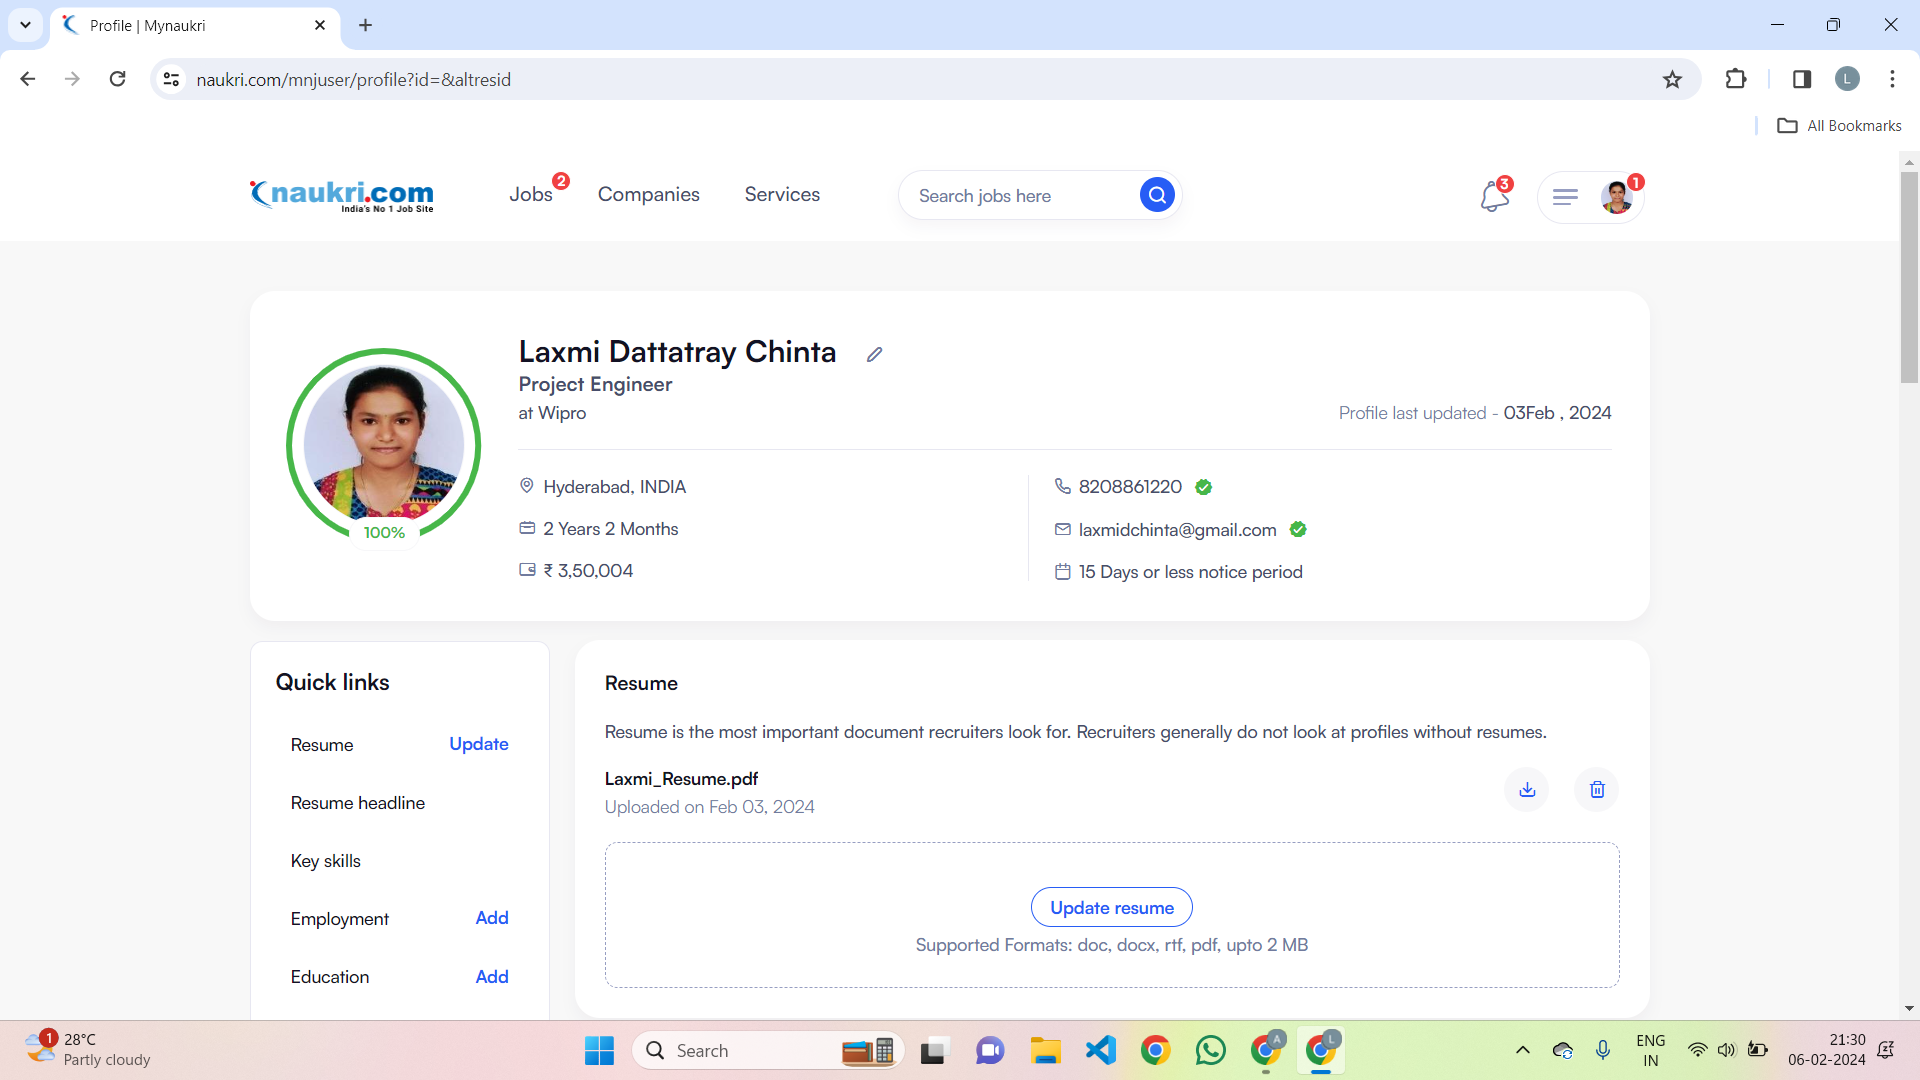 Profile | Mynaukri
naukri.com/mnjuser/profile?id=&altresid
L
All Bookmarks
naukri.com
India's No 1 Job Site
Jobs 2
Companies
Services
Search jobs here
3
1
Laxmi Dattatray Chinta
Project Engineer
at Wipro
Profile last updated - 03Feb , 2024
100%
Hyderabad, INDIA
2 Years 2 Months
₹ 3,50,004
8208861220
laxmidchinta@gmail.com
15 Days or less notice period
Quick links
Resume Update
Resume headline
Key skills
Employment Add
Education Add
Resume
Resume is the most important document recruiters look for. Recruiters generally do not look at profiles without resumes.
Laxmi_Resume.pdf
Uploaded on Feb 03, 2024
Update resume
Supported Formats: doc, docx, rtf, pdf, upto 2 MB
1
28°C
Partly cloudy
Search
A
L
ENG
IN
21:30
06-02-2024